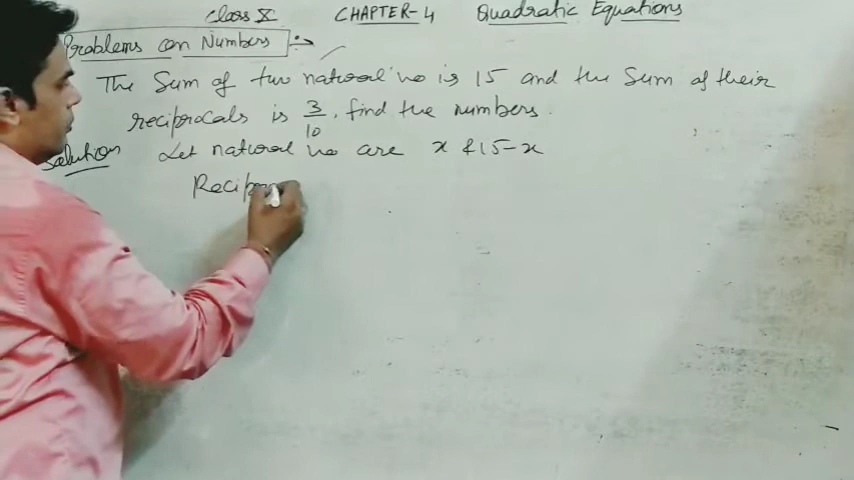 Class X CHAPTER-4 Quadratic Equations
Problems on Numbers :→
The Sum of two natural no is 15 and the Sum of their
reciprocals is 3/10. find the numbers.
Solution Let natural no are x & 15-x
Recipro